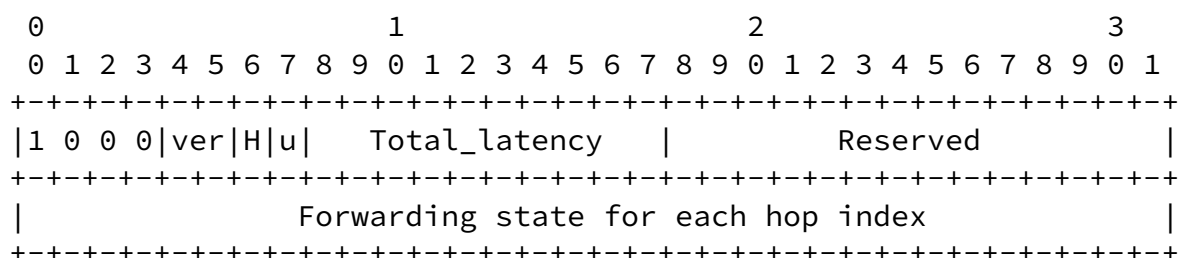 0                   1                   2                   3
 0 1 2 3 4 5 6 7 8 9 0 1 2 3 4 5 6 7 8 9 0 1 2 3 4 5 6 7 8 9 0 1
+-+-+-+-+-+-+-+-+-+-+-+-+-+-+-+-+-+-+-+-+-+-+-+-+-+-+-+-+-+-+-+-+
|1 0 0 0|ver|H|u|   Total_latency   |         Reserved          |
+-+-+-+-+-+-+-+-+-+-+-+-+-+-+-+-+-+-+-+-+-+-+-+-+-+-+-+-+-+-+-+-+
|               Forwarding state for each hop index             |
+-+-+-+-+-+-+-+-+-+-+-+-+-+-+-+-+-+-+-+-+-+-+-+-+-+-+-+-+-+-+-+-+